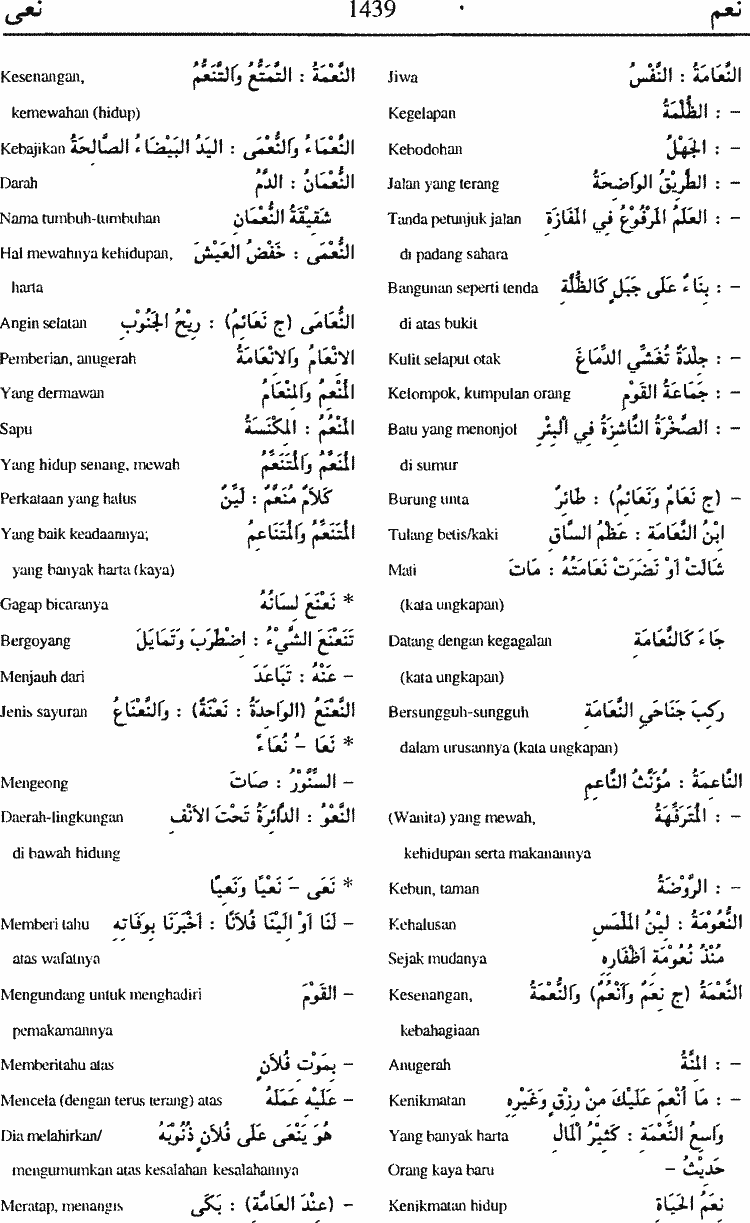 نعم 1439 نعى
النَّعَامَةُ : النَّفْسُ Jiwa
– : الظُّلْمَةُ Kegelapan
– : الجَهْلُ Kebodohan
– : الطَّرِيْقُ الوَاضِحَةُ Jalan yang terang
– : العَلَمُ المَرْفُوْعُ فِي المَفَازَةِ Tanda petunjuk jalan
di padang sahara
– : بِنَاءٌ عَلَى جَبَلٍ كَالظُّلَّةِ Bangunan seperti tenda
di atas bukit
– : جِلْدَةٌ تُغَشِّي الدِّمَاغَ Kulit selaput otak
– : جَمَاعَةُ القَوْمِ Kelompok, kumpulan orang
– : الصَّخْرَةُ النَّاشِزَةُ فِي البِئْرِ Batu yang menonjol
di sumur
– (ج نَعَامٌ وَنَعَائِمُ) : طَائِرٌ Burung unta
ابْنُ النَّعَامَةِ : عَظْمُ السَّاقِ Tulang betis/kaki
شَالَتْ اَوْ نَضَرَتْ نَعَامَتُهُ : مَاتَ Mati
(kata ungkapan)
جَاءَ كَالنَّعَامَةِ Datang dengan kegagalan
(kata ungkapan)
رَكِبَ جَنَاحَيِ النَّعَامَةِ Bersungguh-sungguh
dalam urusannya (kata ungkapan)
النَّاعِمَةُ : مُؤَنَّثُ النَّاعِمِ
– : المُتَرَفِّهَةُ (Wanita) yang mewah,
kehidupan serta makanannya
– : الرَّوْضَةُ Kebun, taman
النُّعُوْمَةُ : لِيْنُ المَلْمَسِ Kehalusan
مُنْذُ نُعُوْمَةِ اَظْفَارِهِ Sejak mudanya
النِّعْمَةُ (ج نِعَمٌ وَاَنْعُمٌ) وَالنُّعْمَةُ Kesenangan,
kebahagiaan
– : المِنَّةُ Anugerah
– : مَا اُنْعِمَ عَلَيْكَ مِنْ رِزْقٍ وَغَيْرِهِ Kenikmatan
وَاسِعُ النِّعْمَةِ : كَثِيْرُ المَالِ Yang banyak harta
حَدِيْثُ – Orang kaya baru
نِعَمُ الحَيَاةِ Kenikmatan hidup
النَّعْمَةُ : التَّمَتُّعُ وَالتَّنَعُّمُ Kesenangan,
kemewahan (hidup)
النَّعْمَاءُ وَالنُّعْمَى : اليَدُ البَيْضَاءُ الصَّالِحَةُ Kebajikan
النُّعْمَانُ : الدَّمُ Darah
شَقِيْقَةُ النُّعْمَانِ Nama tumbuh-tumbuhan
النُّعْمَى : خَفْضُ العَيْشِ Hal mewahnya kehidupan,
harta
النُّعَامَى (ج نَعَائِمُ) : رِيْحُ الجَنُوْبِ Angin selatan
الاِنْعَامُ وَالاِنْعَامَةُ Pemberian, anugerah
المُنْعِمُ وَالمِنْعَامُ Yang dermawan
المِنْعَمُ : المِكْنَسَةُ Sapu
المُنَعَّمُ وَالمُتَنَعِّمُ Yang hidup senang, mewah
كَلاَمٌ مُنَعَّمٌ : لَيِّنٌ Perkataan yang halus
المُتَنَعِّمُ وَالمُتَنَاعِمُ Yang baik keadaannya;
yang banyak harta (kaya)
* نَعْنَعَ لِسَانُهُ Gagap bicaranya
تَنَعْنَعَ الشَّيْءُ : اضْطَرَبَ وَتَمَايَلَ Bergoyang
– عَنْهُ : تَبَاعَدَ Menjauh dari
النَّعْنَعُ (الوَاحِدَةُ : نَعْنَةٌ) : وَالنَّعْنَاعُ Jenis sayuran
* نَعَا – ُ نُعَاءً
– السِّنَّوْرُ : صَاتَ Mengeong
النَّعْوُ : الدَّائِرَةُ تَحْتَ الاَنْفِ Daerah-lingkungan
di bawah hidung
* نَعَى – َ نَعْيًا وَنَعِيًّا
– لَنَا اَوْ اِلَيْنَا فُلاَنًا : اَخْبَرَنَا بِوَفَاتِهِ Memberi tahu
atas wafatnya
– القَوْمَ Mengundang untuk menghadiri
pemakamannya
– بِمَوْتِ فُلاَنٍ Memberitahu atas
– عَلَيْهِ عَمَلَهُ Mencela (dengan terus terang) atas
هُوَ يَنْعَى عَلَى فُلاَنٍ ذُنُوْبَهُ Dia melahirkan/
mengumumkan atas kesalahan kesalahannya
– (عِنْدَ العَامَّةِ) : بَكَى Meratap, menangis